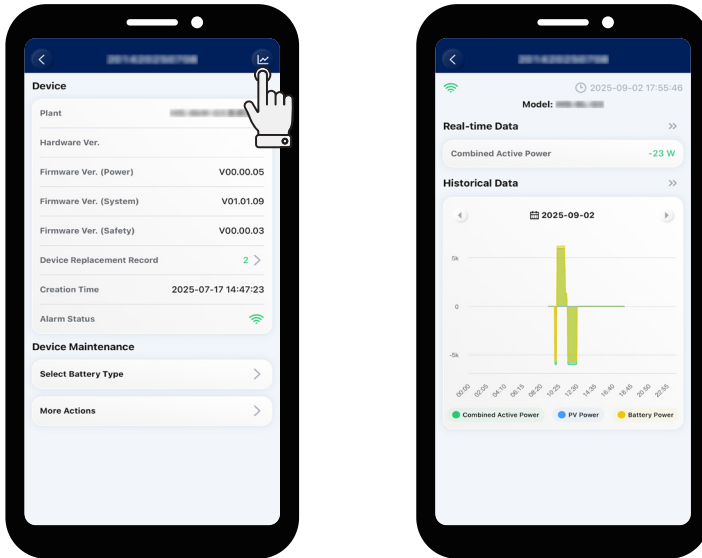 Device
Plant
Hardware Ver.
Firmware Ver. (Power) V00.00.05
Firmware Ver. (System) V01.01.09
Firmware Ver. (Safety) V00.00.03
Device Replacement Record 2
Creation Time 2025-07-17 14:47:23
Alarm Status
Device Maintenance
Select Battery Type
More Actions
2025-09-02 17:55:46
Model:
Real-time Data
Combined Active Power -23 W
Historical Data
2025-09-02
5k
0
-5k
00:00 02:05 04:10 06:15 08:20 10:25 12:30 14:35 16:40 18:45 20:50 22:55
Combined Active Power PV Power Battery Power